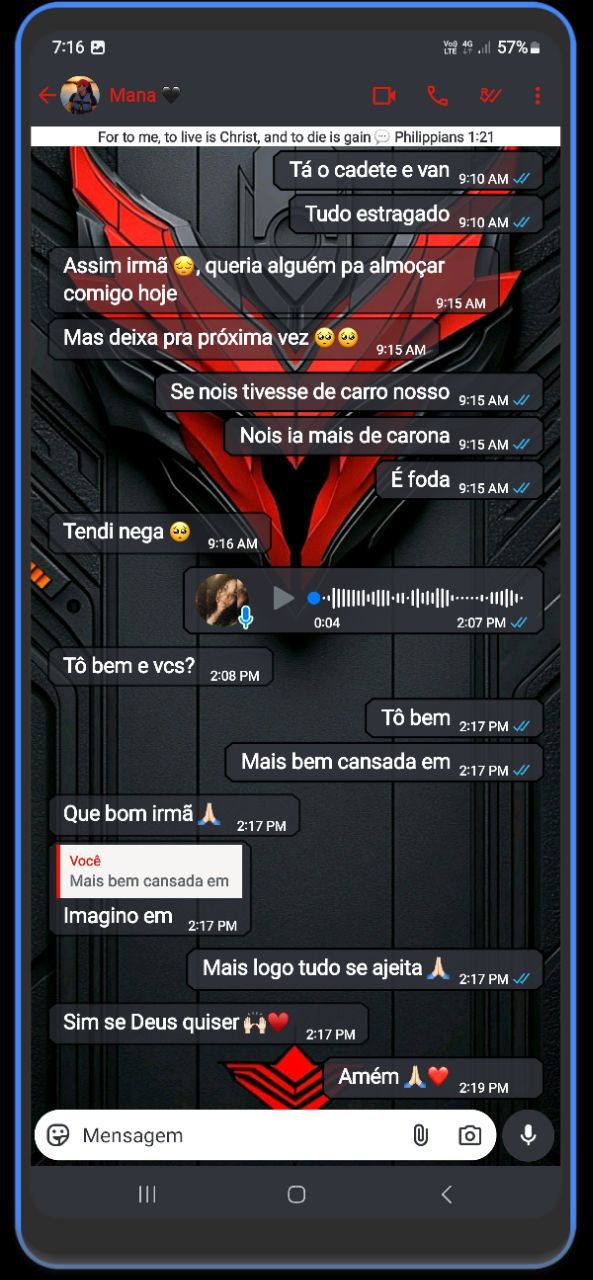 7:16
Vo)) 4G LTE 57%
Mana 🖤
For to me, to live is Christ, and to die is gain 💬 Philippians 1:21
Tá o cadete e van 9:10 AM
Tudo estragado 9:10 AM
Assim irmã 😔, queria alguém pa almoçar
comigo hoje 9:15 AM
Mas deixa pra próxima vez 🥺🥺 9:15 AM
Se nois tivesse de carro nosso 9:15 AM
Nois ia mais de carona 9:15 AM
É foda 9:15 AM
Tendi nega 🥺 9:16 AM
0:04 2:07 PM
Tô bem e vcs? 2:08 PM
Tô bem 2:17 PM
Mais bem cansada em 2:17 PM
Que bom irmã 🙏🏻 2:17 PM
Você
Mais bem cansada em
Imagino em 2:17 PM
Mais logo tudo se ajeita 🙏🏻 2:17 PM
Sim se Deus quiser 🙌🏻♥️ 2:17 PM
Amém 🙏🏻❤️ 2:19 PM
Mensagem